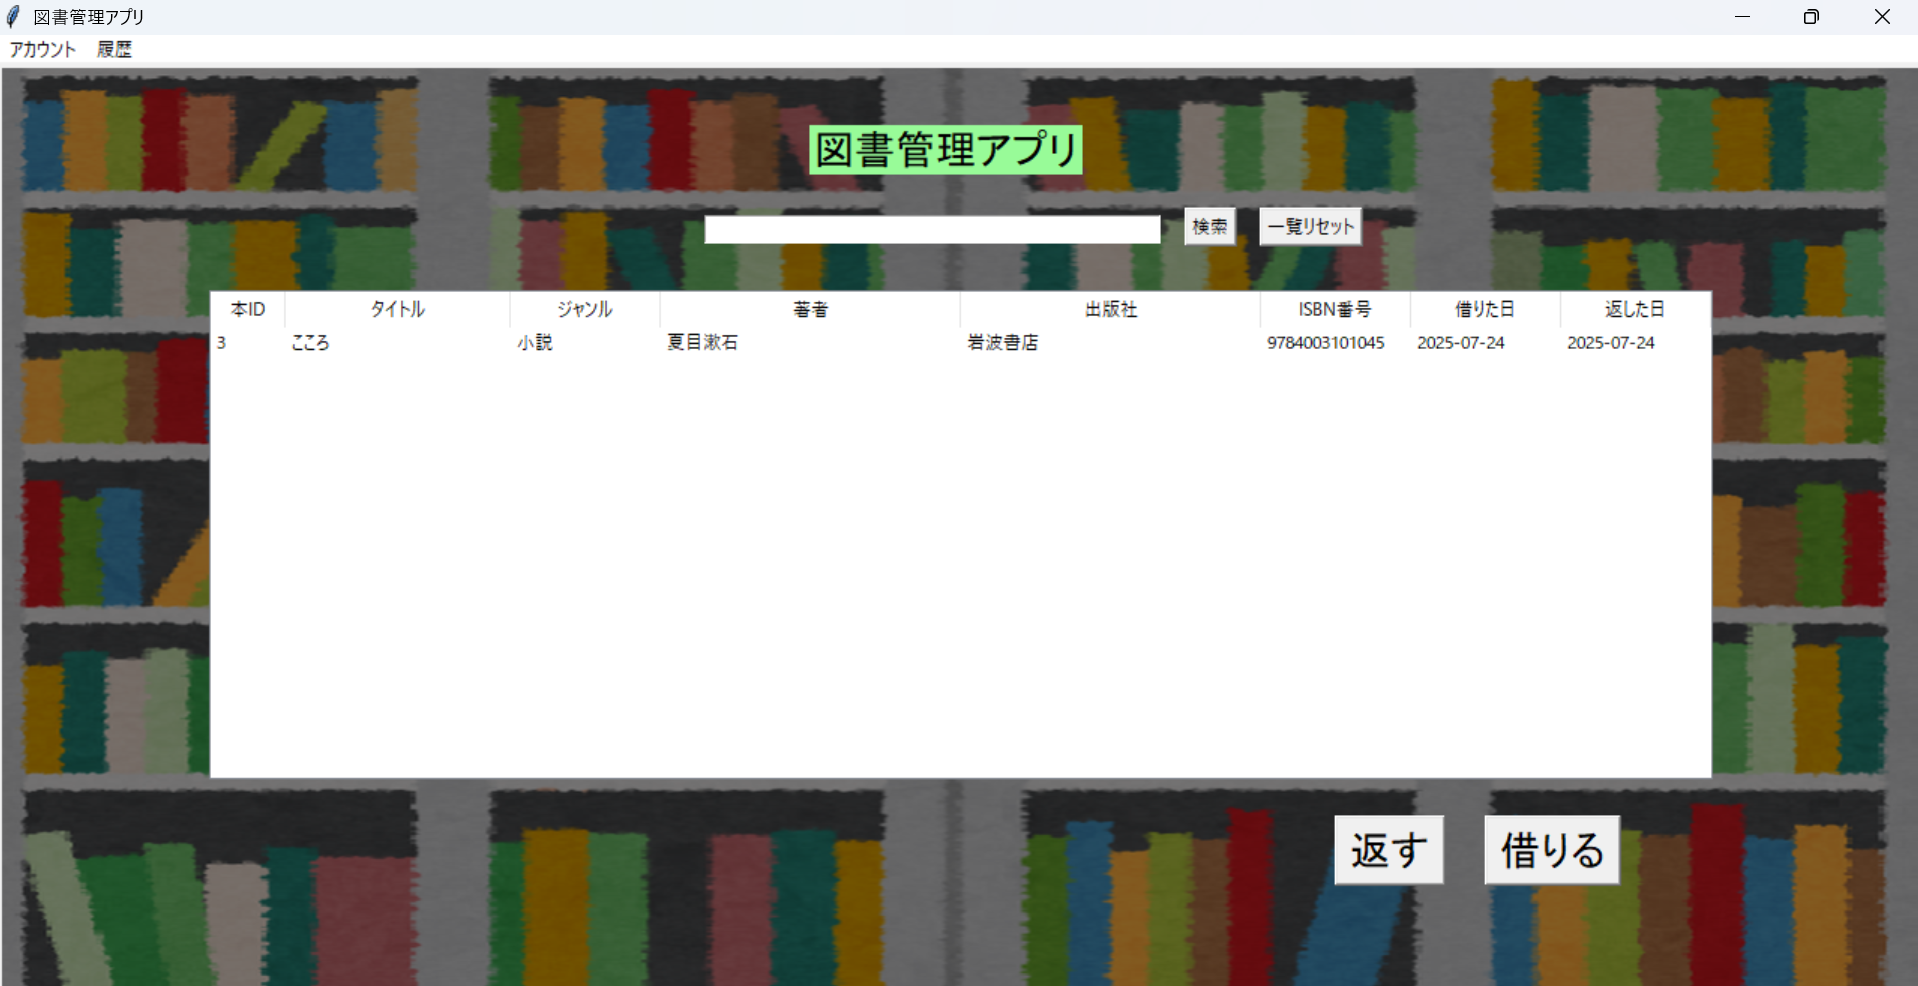 図書管理アプリ
アカウント 履歴
図書管理アプリ
検索 一覧リセット
本ID タイトル ジャンル 著者 出版社 ISBN番号 借りた日 返した日
3 こころ 小説 夏目漱石 岩波書店 9784003101045 2025-07-24 2025-07-24
返す 借りる